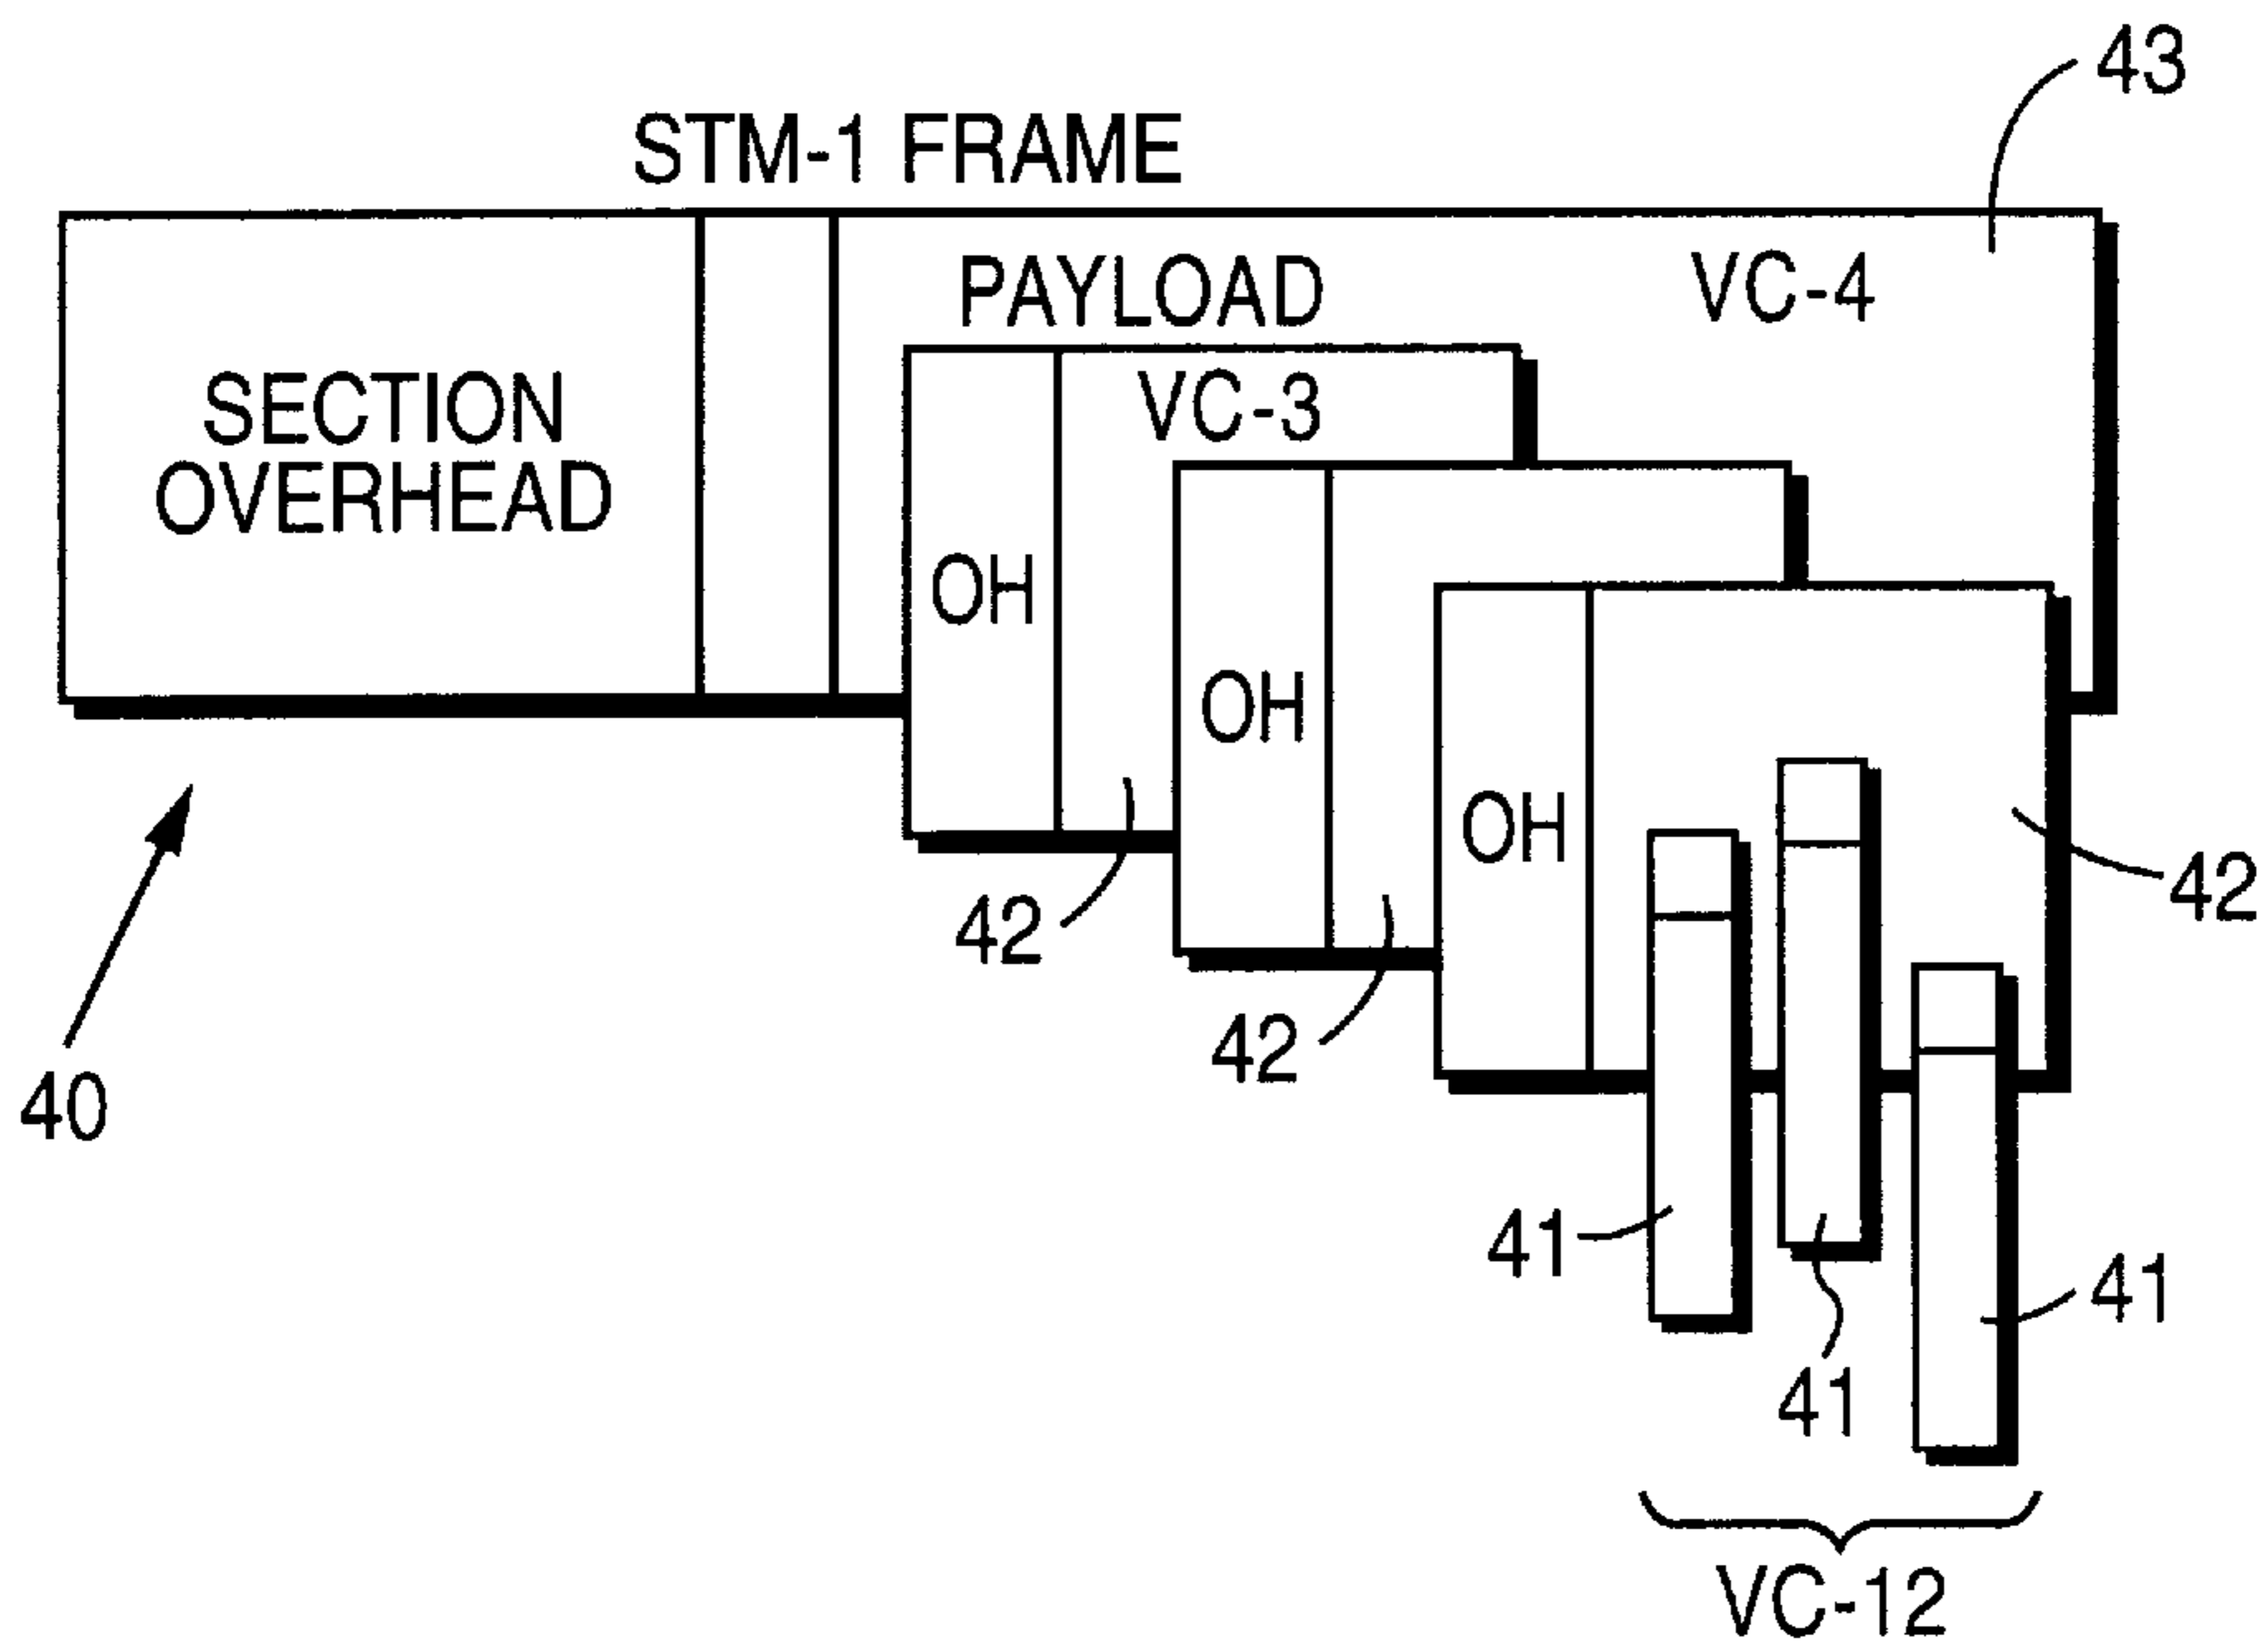 43
STM-1 FRAME
PAYLOAD
VC-4
VC-3
SECTION
OVERHEAD
OH
OH
OH
42
42
42
40
41
41
41
VC-12